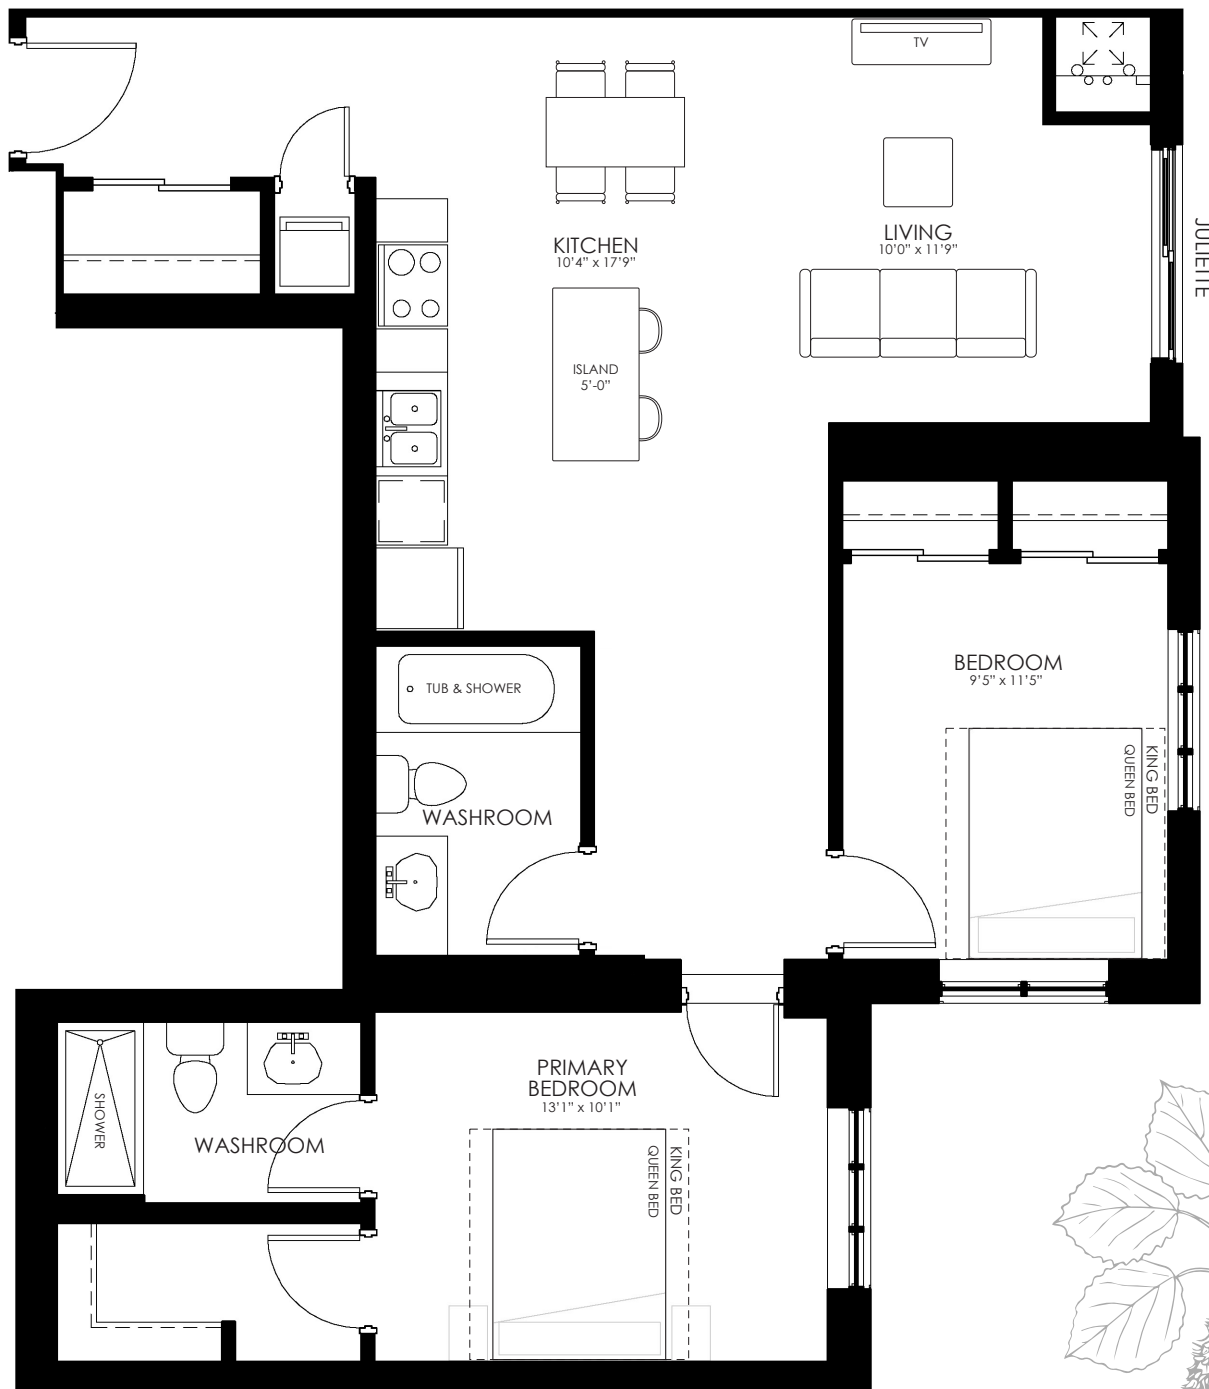 TV
KITCHEN
10'4" x 17'9"
LIVING
10'0" x 11'9"
JULIETTE
ISLAND
5'-0"
BEDROOM
9'5" x 11'5"
KING BED
QUEEN BED
TUB & SHOWER
WASHROOM
PRIMARY
BEDROOM
13'1" x 10'1"
SHOWER
WASHROOM
KING BED
QUEEN BED